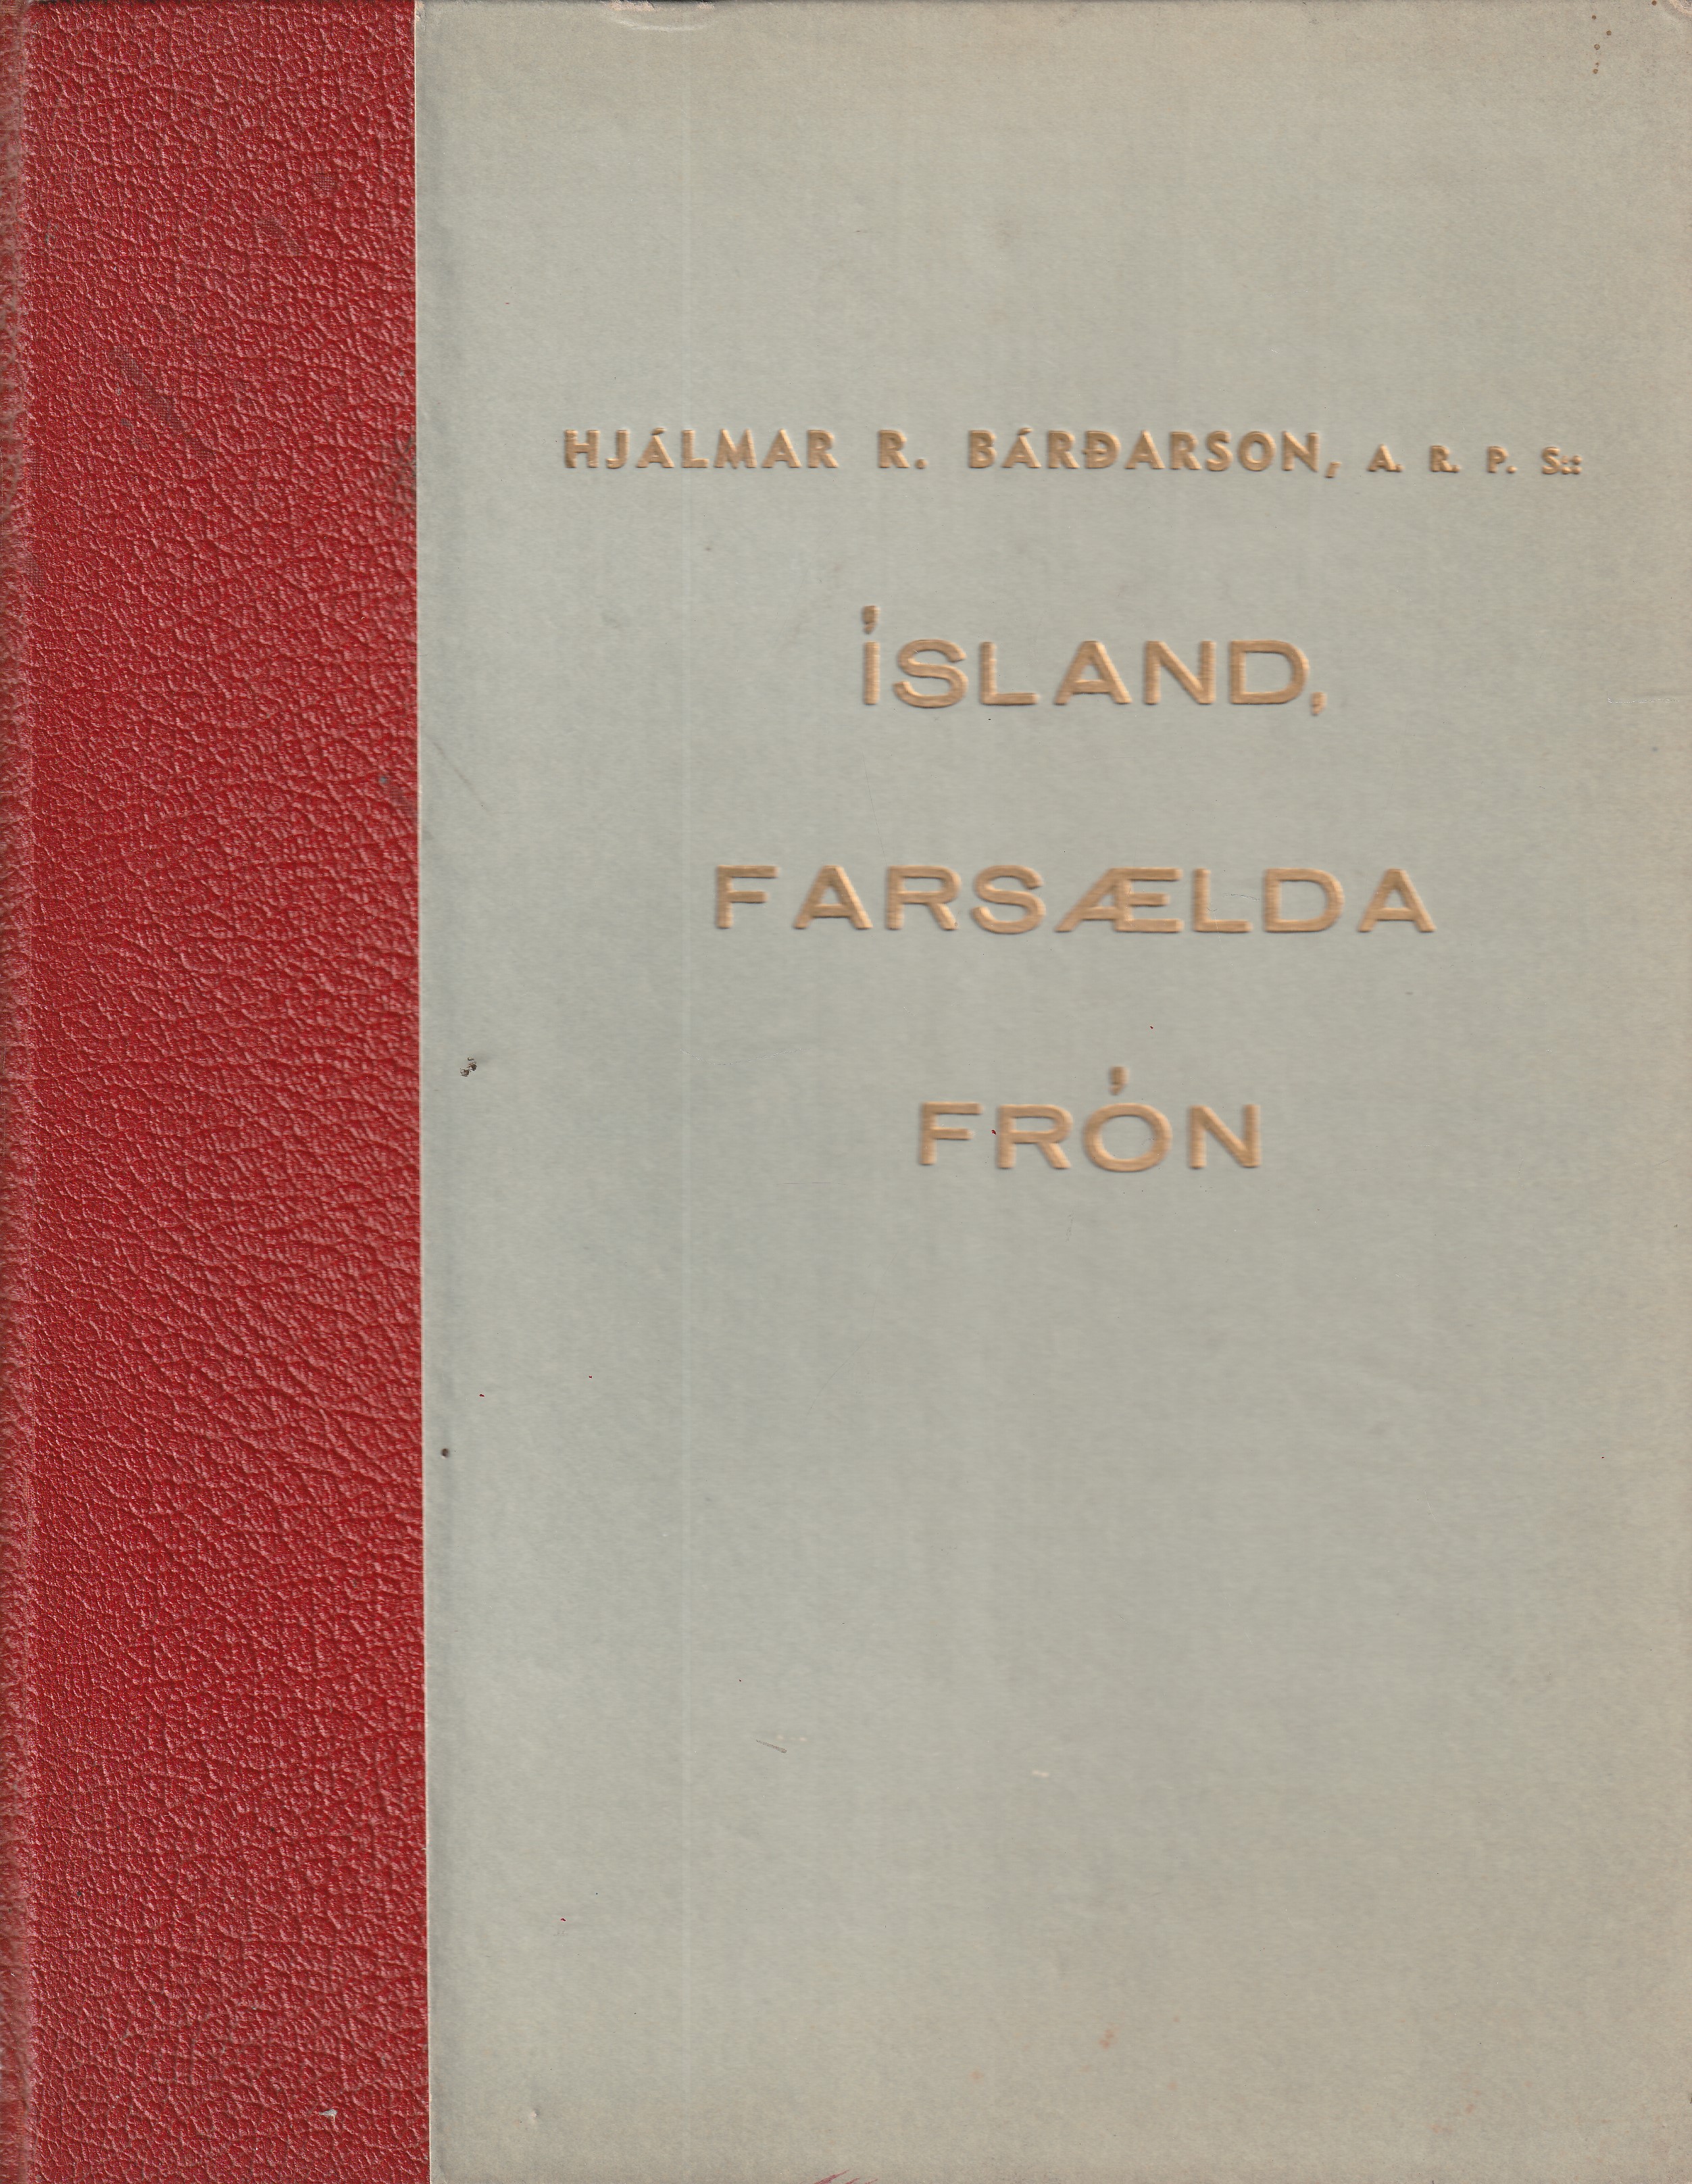 HJÁLMAR R. BÁRÐARSON, A. R. P. S.:
ÍSLAND,
FARSÆLDA
FRÓN